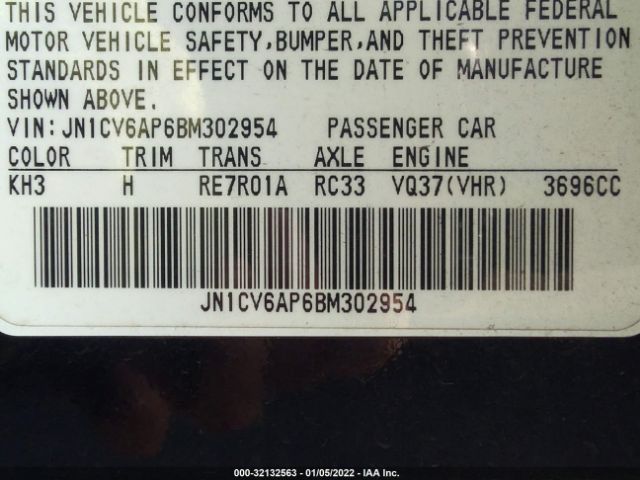 THIS VEHICLE CONFORMS TO ALL APPLICABLE FEDERAL
MOTOR VEHICLE SAFETY,BUMPER,AND THEFT PREVENTION
STANDARDS IN EFFECT ON THE DATE OF MANUFACTURE
SHOWN ABOVE.
VIN:JN1CV6AP6BM302954 PASSENGER CAR
COLOR TRIM TRANS AXLE ENGINE
KH3 H RE7R01A RC33 VQ37(VHR) 3696CC
JN1CV6AP6BM302954
000-32132563 - 01/05/2022 - IAA Inc.